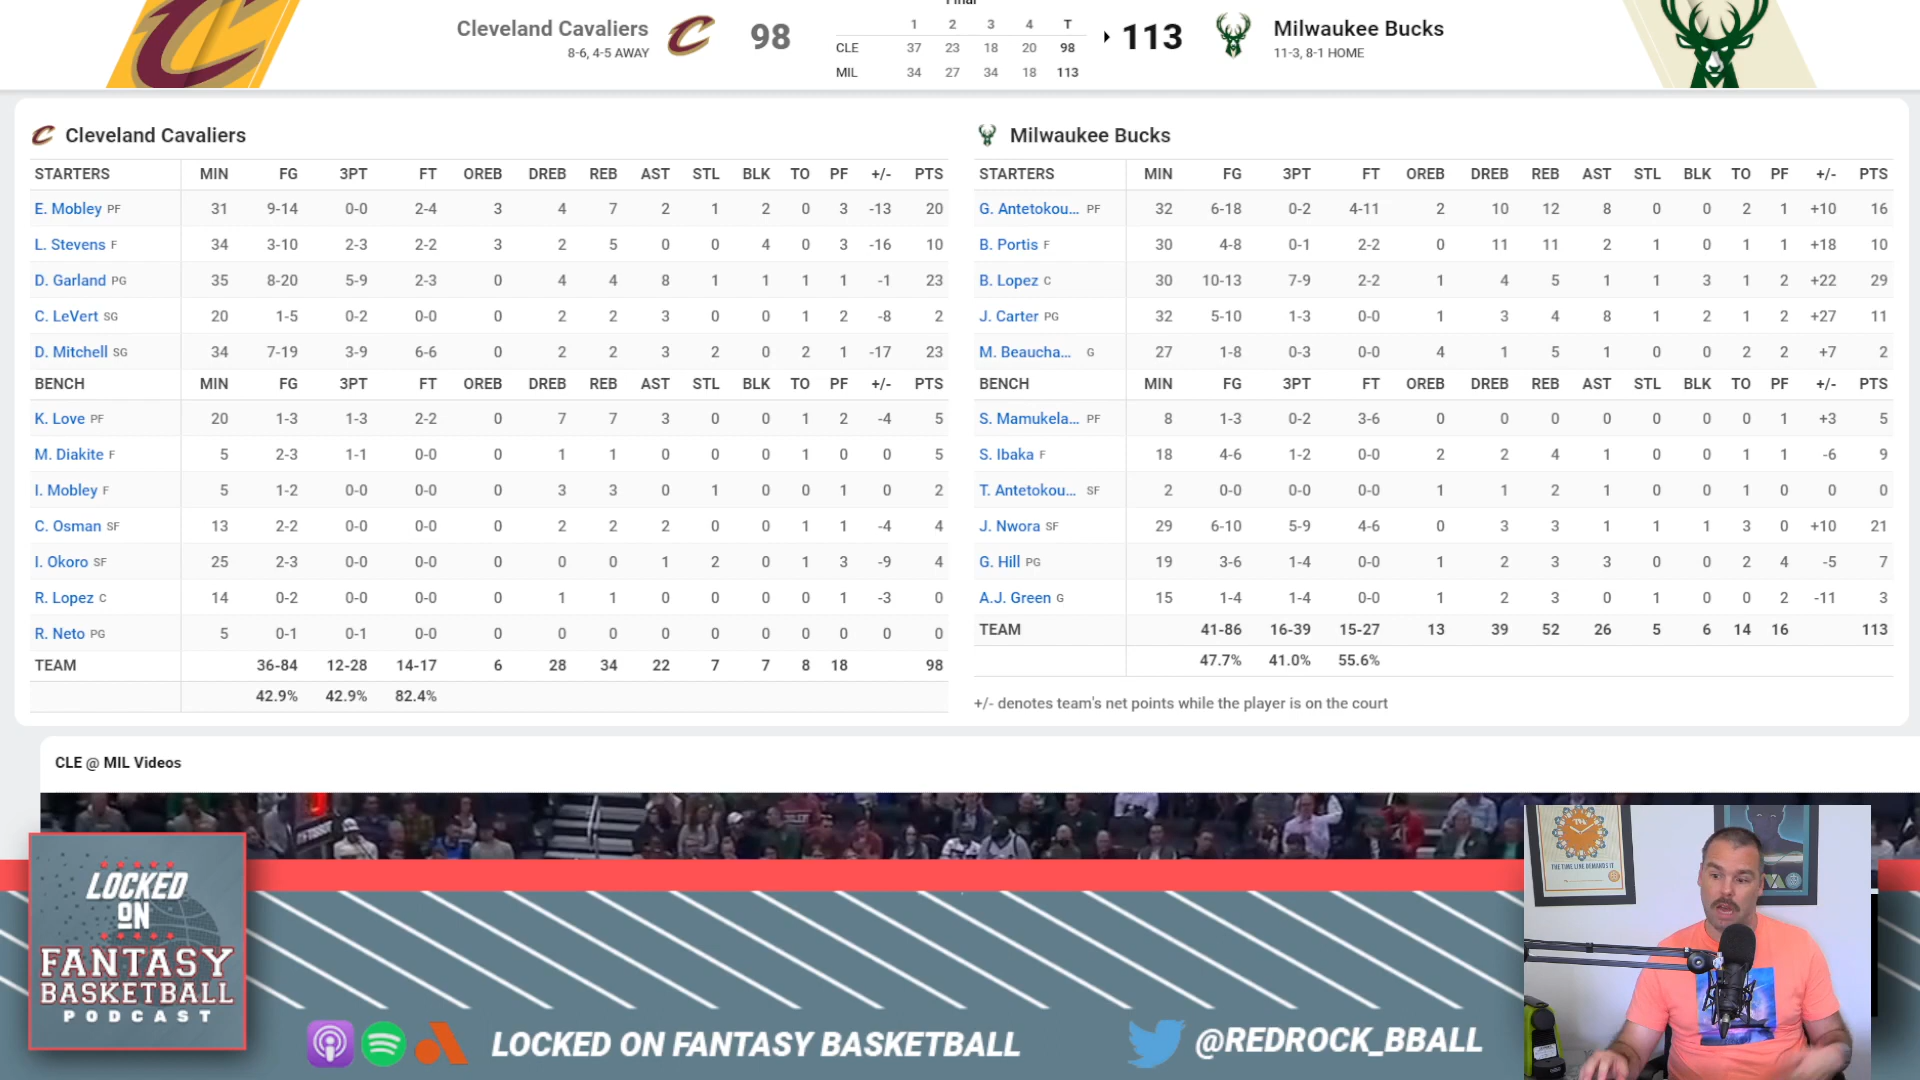 Final
Cleveland Cavaliers
8-6, 4-5 AWAY
98
1 2 3 4 T
CLE 37 23 18 20 98
MIL 34 27 34 18 113
113
Milwaukee Bucks
11-3, 8-1 HOME
Cleveland Cavaliers
STARTERS MIN FG 3PT FT OREB DREB REB AST STL BLK TO PF +/- PTS
E. Mobley PF 31 9-14 0-0 2-4 3 4 7 2 1 2 0 3 -13 20
L. Stevens F 34 3-10 2-3 2-2 3 2 5 0 0 4 0 3 -16 10
D. Garland PG 35 8-20 5-9 2-3 0 4 4 8 1 1 1 1 -1 23
C. LeVert SG 20 1-5 0-2 0-0 0 2 2 3 0 0 1 2 -8 2
D. Mitchell SG 34 7-19 3-9 6-6 0 2 2 3 2 0 2 1 -17 23
BENCH MIN FG 3PT FT OREB DREB REB AST STL BLK TO PF +/- PTS
K. Love PF 20 1-3 1-3 2-2 0 7 7 3 0 0 1 2 -4 5
M. Diakite F 5 2-3 1-1 0-0 0 1 1 0 0 0 1 0 0 5
I. Mobley F 5 1-2 0-0 0-0 0 3 3 0 1 0 0 1 0 2
C. Osman SF 13 2-2 0-0 0-0 0 2 2 2 0 0 1 1 -4 4
I. Okoro SF 25 2-3 0-0 0-0 0 0 0 1 2 0 1 3 -9 4
R. Lopez C 14 0-2 0-0 0-0 0 1 1 0 0 0 0 1 -3 0
R. Neto PG 5 0-1 0-1 0-0 0 0 0 0 0 0 0 0 0 0
TEAM 36-84 12-28 14-17 6 28 34 22 7 7 8 18 98
42.9% 42.9% 82.4%
Milwaukee Bucks
STARTERS MIN FG 3PT FT OREB DREB REB AST STL BLK TO PF +/- PTS
G. Antetokou... PF 32 6-18 0-2 4-11 2 10 12 8 0 0 2 1 +10 16
B. Portis F 30 4-8 0-1 2-2 0 11 11 2 1 0 1 1 +18 10
B. Lopez C 30 10-13 7-9 2-2 1 4 5 1 1 3 1 2 +22 29
J. Carter PG 32 5-10 1-3 0-0 1 3 4 8 1 2 1 2 +27 11
M. Beaucha... G 27 1-8 0-3 0-0 4 1 5 1 0 0 2 2 +7 2
BENCH MIN FG 3PT FT OREB DREB REB AST STL BLK TO PF +/- PTS
S. Mamukela... PF 8 1-3 0-2 3-6 0 0 0 0 0 0 0 1 +3 5
S. Ibaka F 18 4-6 1-2 0-0 2 2 4 1 0 0 1 1 -6 9
T. Antetokou... SF 2 0-0 0-0 0-0 1 1 2 1 0 0 1 0 0 0
J. Nwora SF 29 6-10 5-9 4-6 0 3 3 1 1 1 3 0 +10 21
G. Hill PG 19 3-6 1-4 0-0 1 2 3 3 0 0 2 4 -5 7
A.J. Green G 15 1-4 1-4 0-0 1 2 3 0 1 0 0 2 -11 3
TEAM 41-86 16-39 15-27 13 39 52 26 5 6 14 16 113
47.7% 41.0% 55.6%
+/- denotes team's net points while the player is on the court
CLE @ MIL Videos
LOCKED
ON
FANTASY
BASKETBALL
PODCAST
LOCKED ON FANTASY BASKETBALL
@REDROCK_BBALL
THE TIME LINE DEMANDS IT